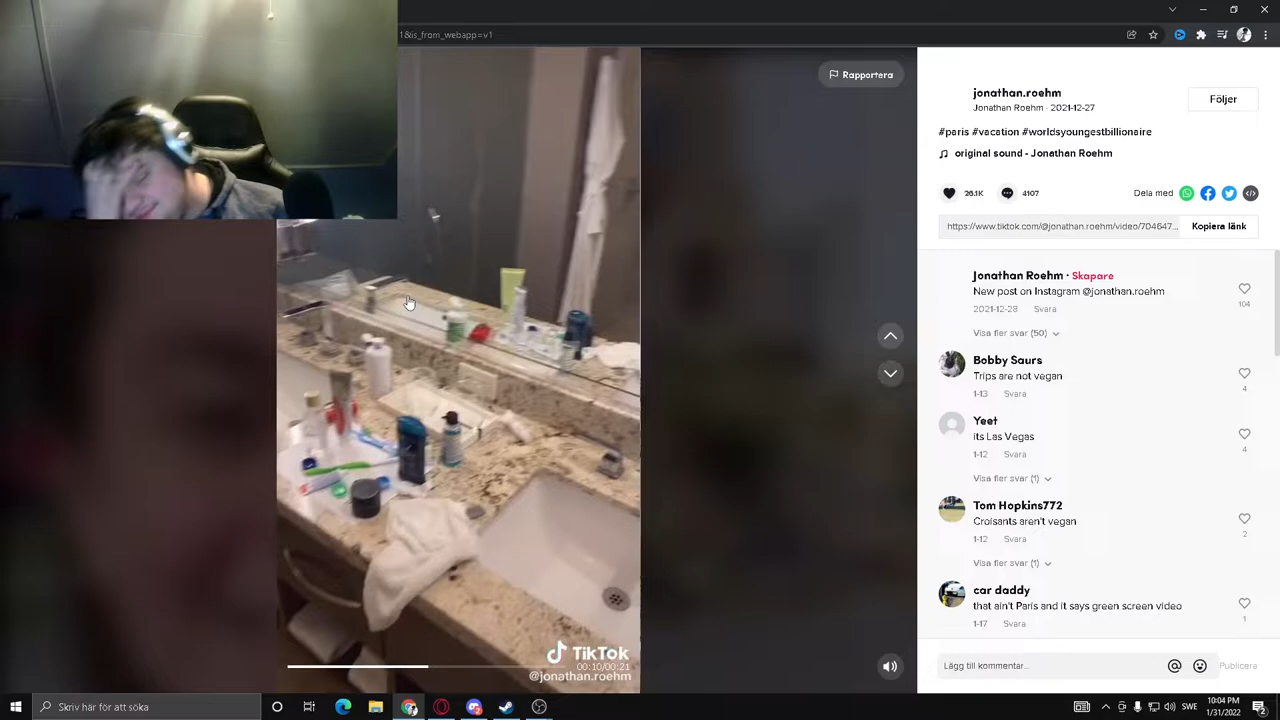 1&is_from_webapp=v1
Rapportera
jonathan.roehm
Jonathan Roehm · 2021-12-27
Följer
#paris #vacation #worldsyoungestbillionaire
original sound - Jonathan Roehm
26.1K
4107
Dela med
https://www.tiktok.com/@jonathan.roehm/video/704647...
Kopiera länk
Jonathan Roehm · Skapare
New post on Instagram @jonathan.roehm
104
2021-12-28 Svara
Visa fler svar (50)
Bobby Saurs
Trips are not vegan
4
1-13 Svara
Yeet
its Las Vegas
4
1-12 Svara
Visa fler svar (1)
Tom Hopkins772
Croisants aren't vegan
2
1-12 Svara
Visa fler svar (1)
car daddy
that ain't Paris and it says green screen video
1
1-17 Svara
TikTok
00:10/00:21
@jonathan.roehm
Lägg till kommentar...
Publicera
Skriv här för att söka
SWE
10:04 PM
1/31/2022
2